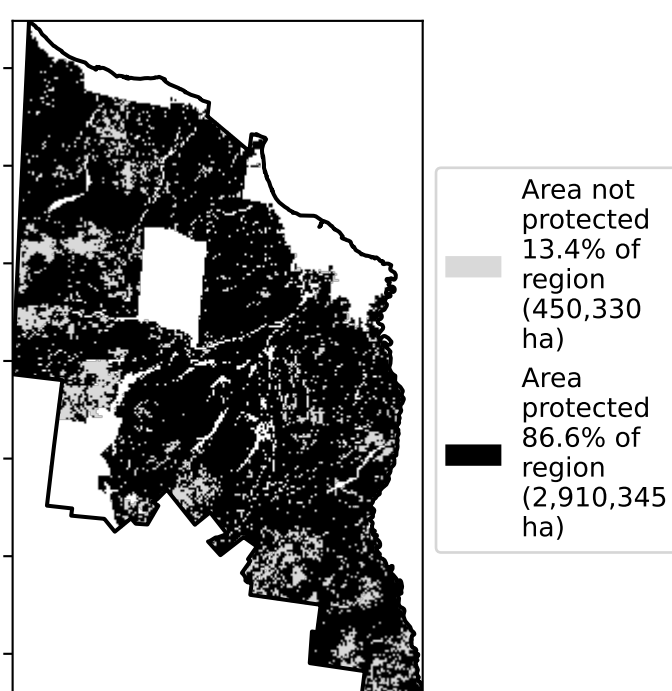 Area not
protected
13.4% of
region
(450,330
ha)
Area
protected
86.6% of
region
(2,910,345
ha)